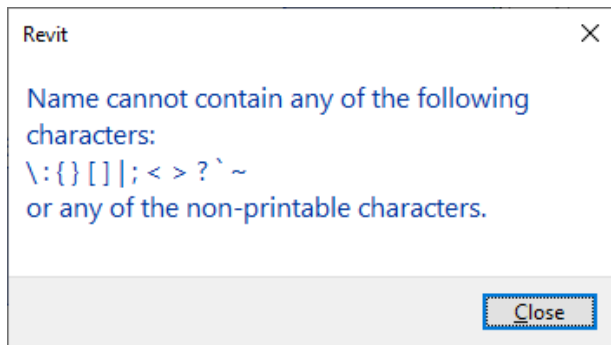 Revit
Name cannot contain any of the following
characters:
\ : { } [ ] | ; < > ? ` ~
or any of the non-printable characters.
Close